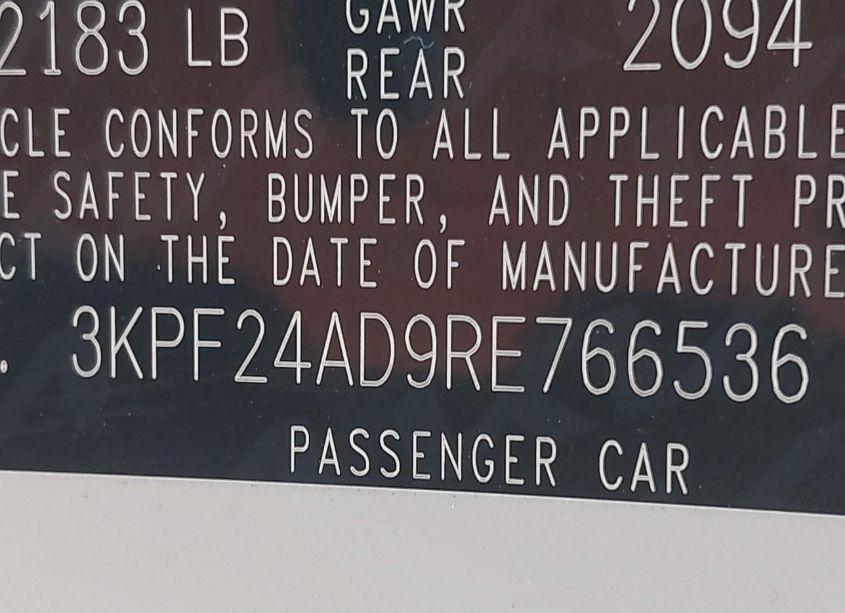 2183 LB GAWR 2094
REAR
CLE CONFORMS TO ALL APPLICABLE
E SAFETY, BUMPER, AND THEFT PR
CT ON THE DATE OF MANUFACTURE
. 3KPF24AD9RE766536
PASSENGER CAR